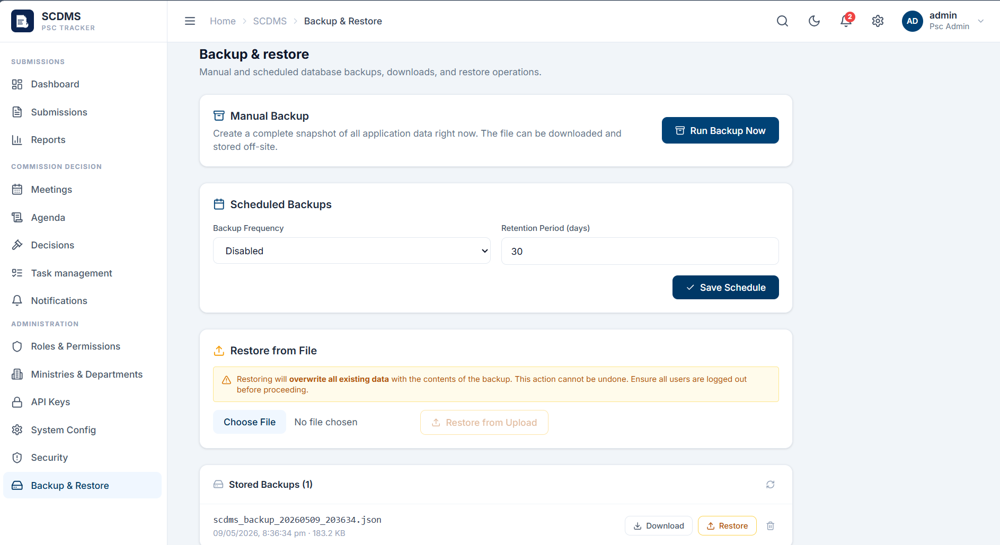 SCDMS
PSC TRACKER
Home
SCDMS
Backup & Restore
2
AD
admin
Psc Admin
SUBMISSIONS
Dashboard
Submissions
Reports
COMMISSION DECISION
Meetings
Agenda
Decisions
Task management
Notifications
ADMINISTRATION
Roles & Permissions
Ministries & Departments
API Keys
System Config
Security
Backup & Restore
Backup & restore
Manual and scheduled database backups, downloads, and restore operations.
Manual Backup
Create a complete snapshot of all application data right now. The file can be downloaded and
stored off-site.
Run Backup Now
Scheduled Backups
Backup Frequency
Retention Period (days)
Disabled
30
Save Schedule
Restore from File
Restoring will overwrite all existing data with the contents of the backup. This action cannot be undone. Ensure all users are logged out
before proceeding.
Choose File
No file chosen
Restore from Upload
Stored Backups (1)
scdms_backup_20260509_203634.json
09/05/2026, 8:36:34 pm · 183.2 KB
Download
Restore